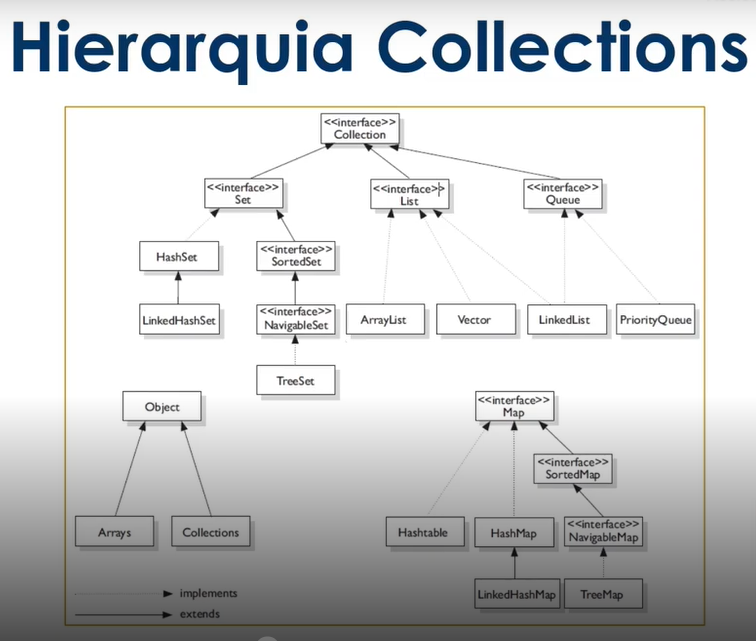 Hierarquia Collections
<<interface>>
Collection
<<interface>>
Set
<<interface>>
List
<<interface>>
Queue
HashSet
<<interface>>
SortedSet
LinkedHashSet
<<interface>>
NavigableSet
ArrayList
Vector
LinkedList
PriorityQueue
TreeSet
Object
<<interface>>
Map
<<interface>>
SortedMap
Arrays
Collections
Hashtable
HashMap
<<interface>>
NavigableMap
LinkedHashMap
TreeMap
implements
extends